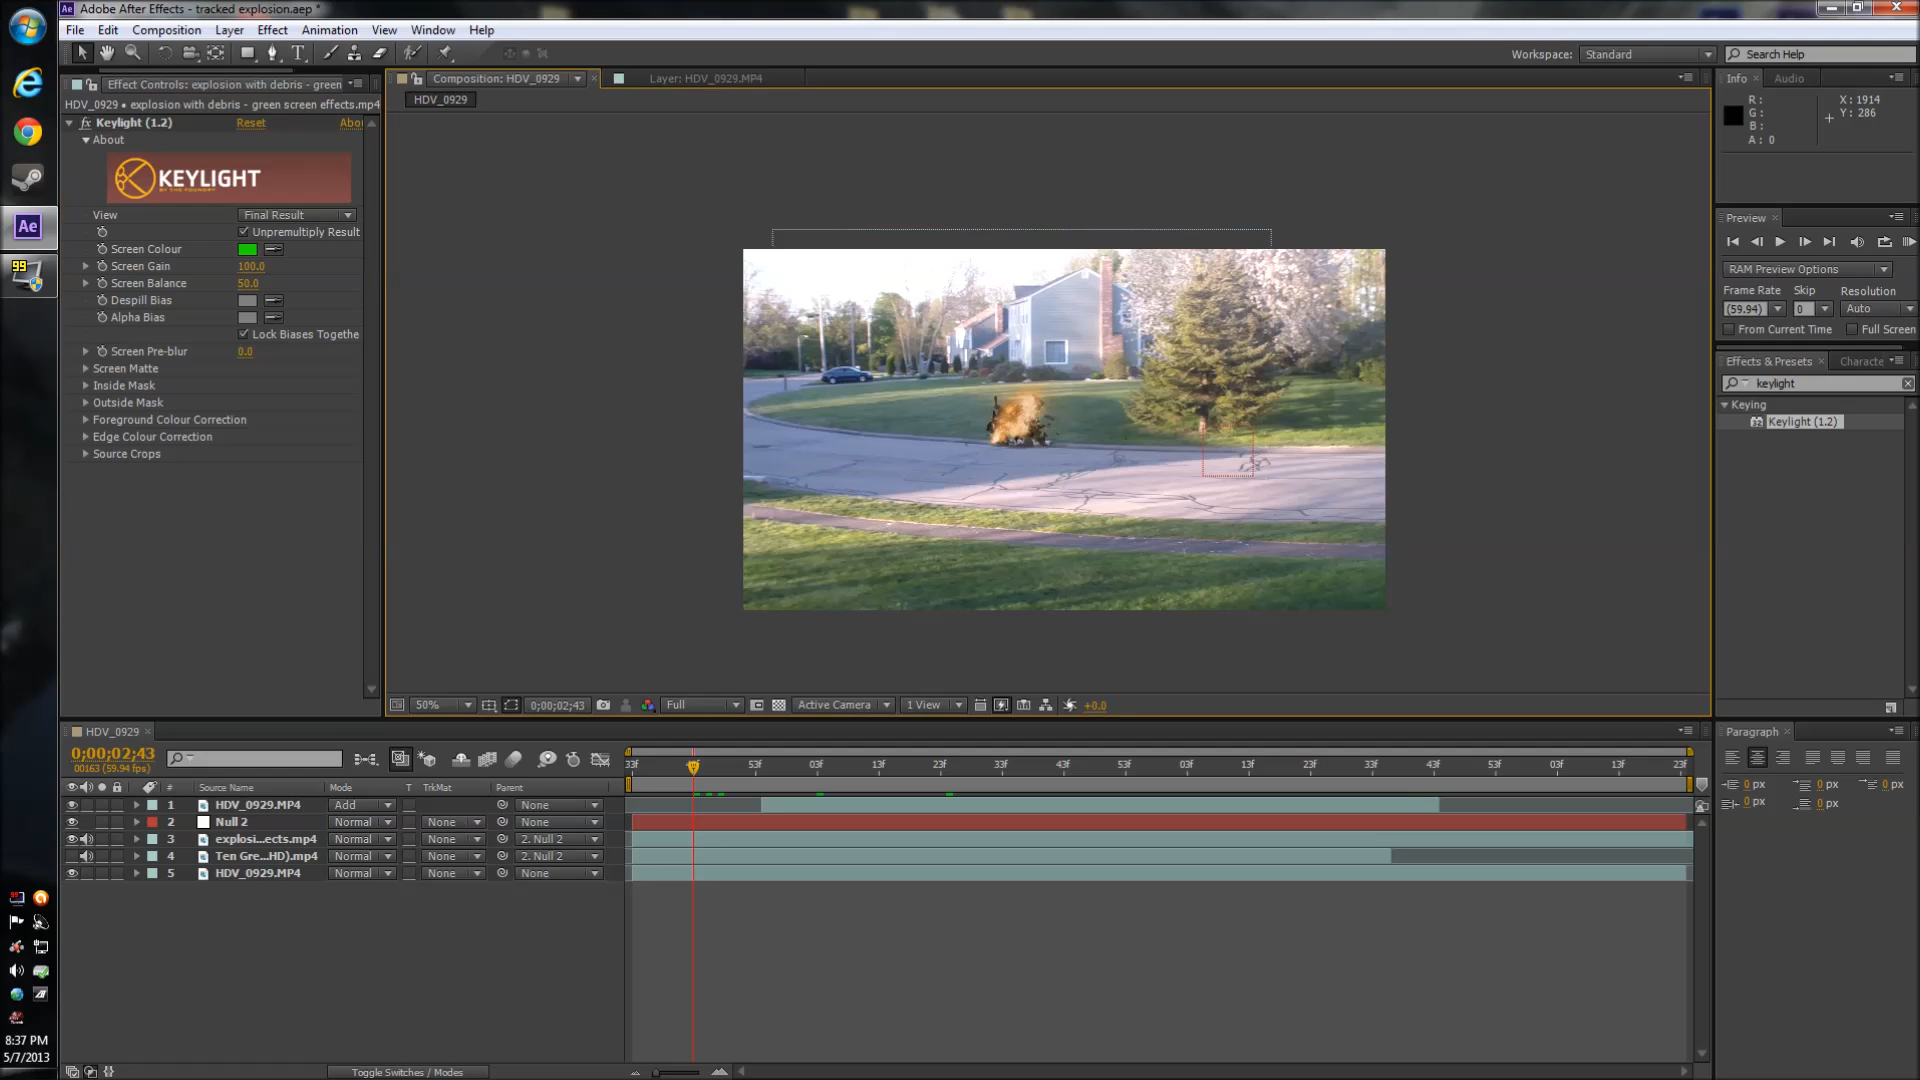 Adobe After Effects - tracked explosion.aep *
File Edit Composition Layer Effect Animation View Window Help
Workspace: Standard Search Help
Effect Controls: explosion with debris - green
HDV_0929 • explosion with debris - green screen effects.mp4
Keylight (1.2) Reset Abou
About
KEYLIGHT
BY THE FOUNDRY
View Final Result
Unpremultiply Result
Screen Colour
Screen Gain 100.0
Screen Balance 50.0
Despill Bias
Alpha Bias
Lock Biases Togethe
Screen Pre-blur 0.0
Screen Matte
Inside Mask
Outside Mask
Foreground Colour Correction
Edge Colour Correction
Source Crops
Composition: HDV_0929 Layer: HDV_0929.MP4
HDV_0929
50% 0;00;02;43 Full Active Camera 1 View +0.0
Info Audio
R: X: 1914
G: Y: 286
B:
A: 0
Preview
RAM Preview Options
Frame Rate Skip Resolution
(59.94) 0 Auto
From Current Time Full Screen
Effects & Presets Characte
keylight
Keying
Keylight (1.2)
Paragraph
0 px 0 px 0 px
0 px 0 px
HDV_0929
0;00;02;43
00163 (59.94 fps)
33f 53f 03f 13f 23f 33f 43f 53f 03f 13f 23f 33f 43f 53f 03f 13f 23f
# Source Name Mode T TrkMat Parent
1 HDV_0929.MP4 Add None
2 Null 2 Normal None None
3 explosi...ects.mp4 Normal None 2. Null 2
4 Ten Gre...HD).mp4 Normal None 2. Null 2
5 HDV_0929.MP4 Normal None None
Toggle Switches / Modes
Ae
99
8:37 PM
5/7/2013